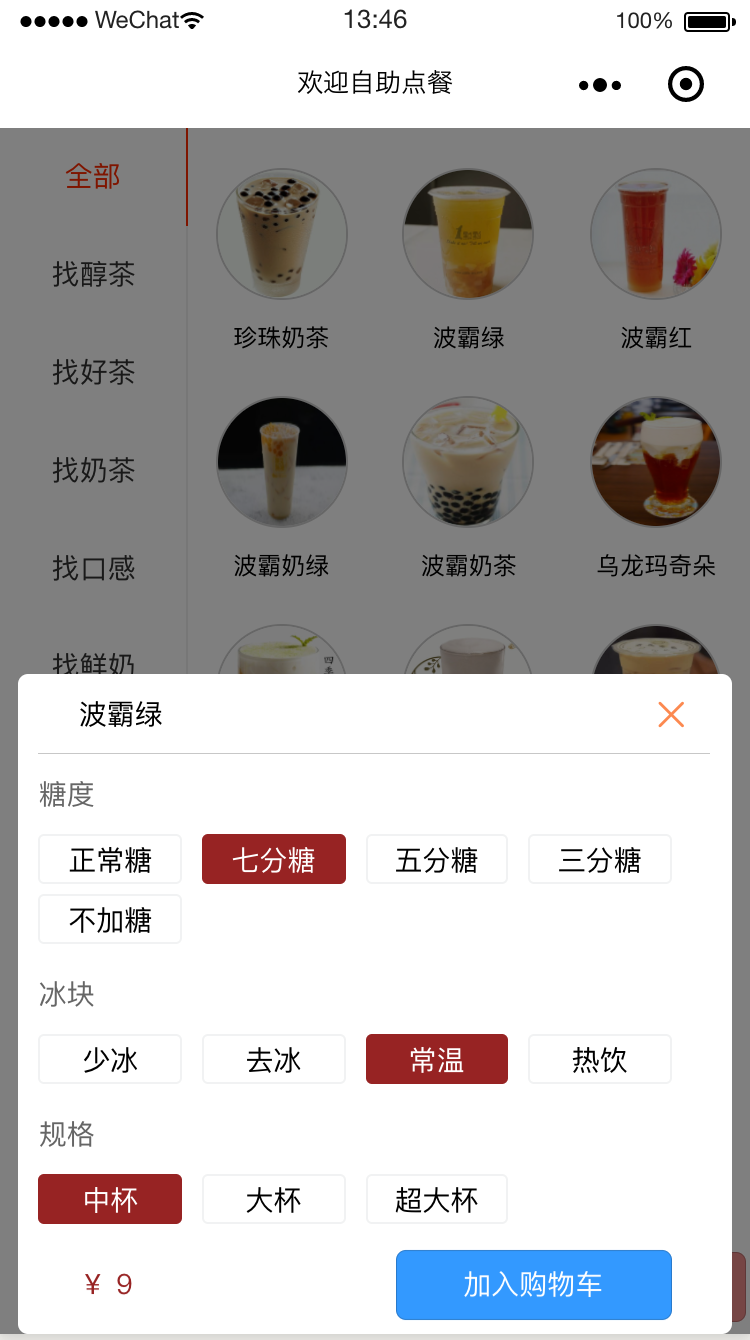 ●●●●● WeChat 13:46 100%
欢迎自助点餐
全部
找醇茶
找好茶
找奶茶
找口感
找鲜奶
珍珠奶茶 波霸绿 波霸红
波霸奶绿 波霸奶茶 乌龙玛奇朵
波霸绿
糖度
正常糖 七分糖 五分糖 三分糖
不加糖
冰块
少冰 去冰 常温 热饮
规格
中杯 大杯 超大杯
¥ 9 加入购物车